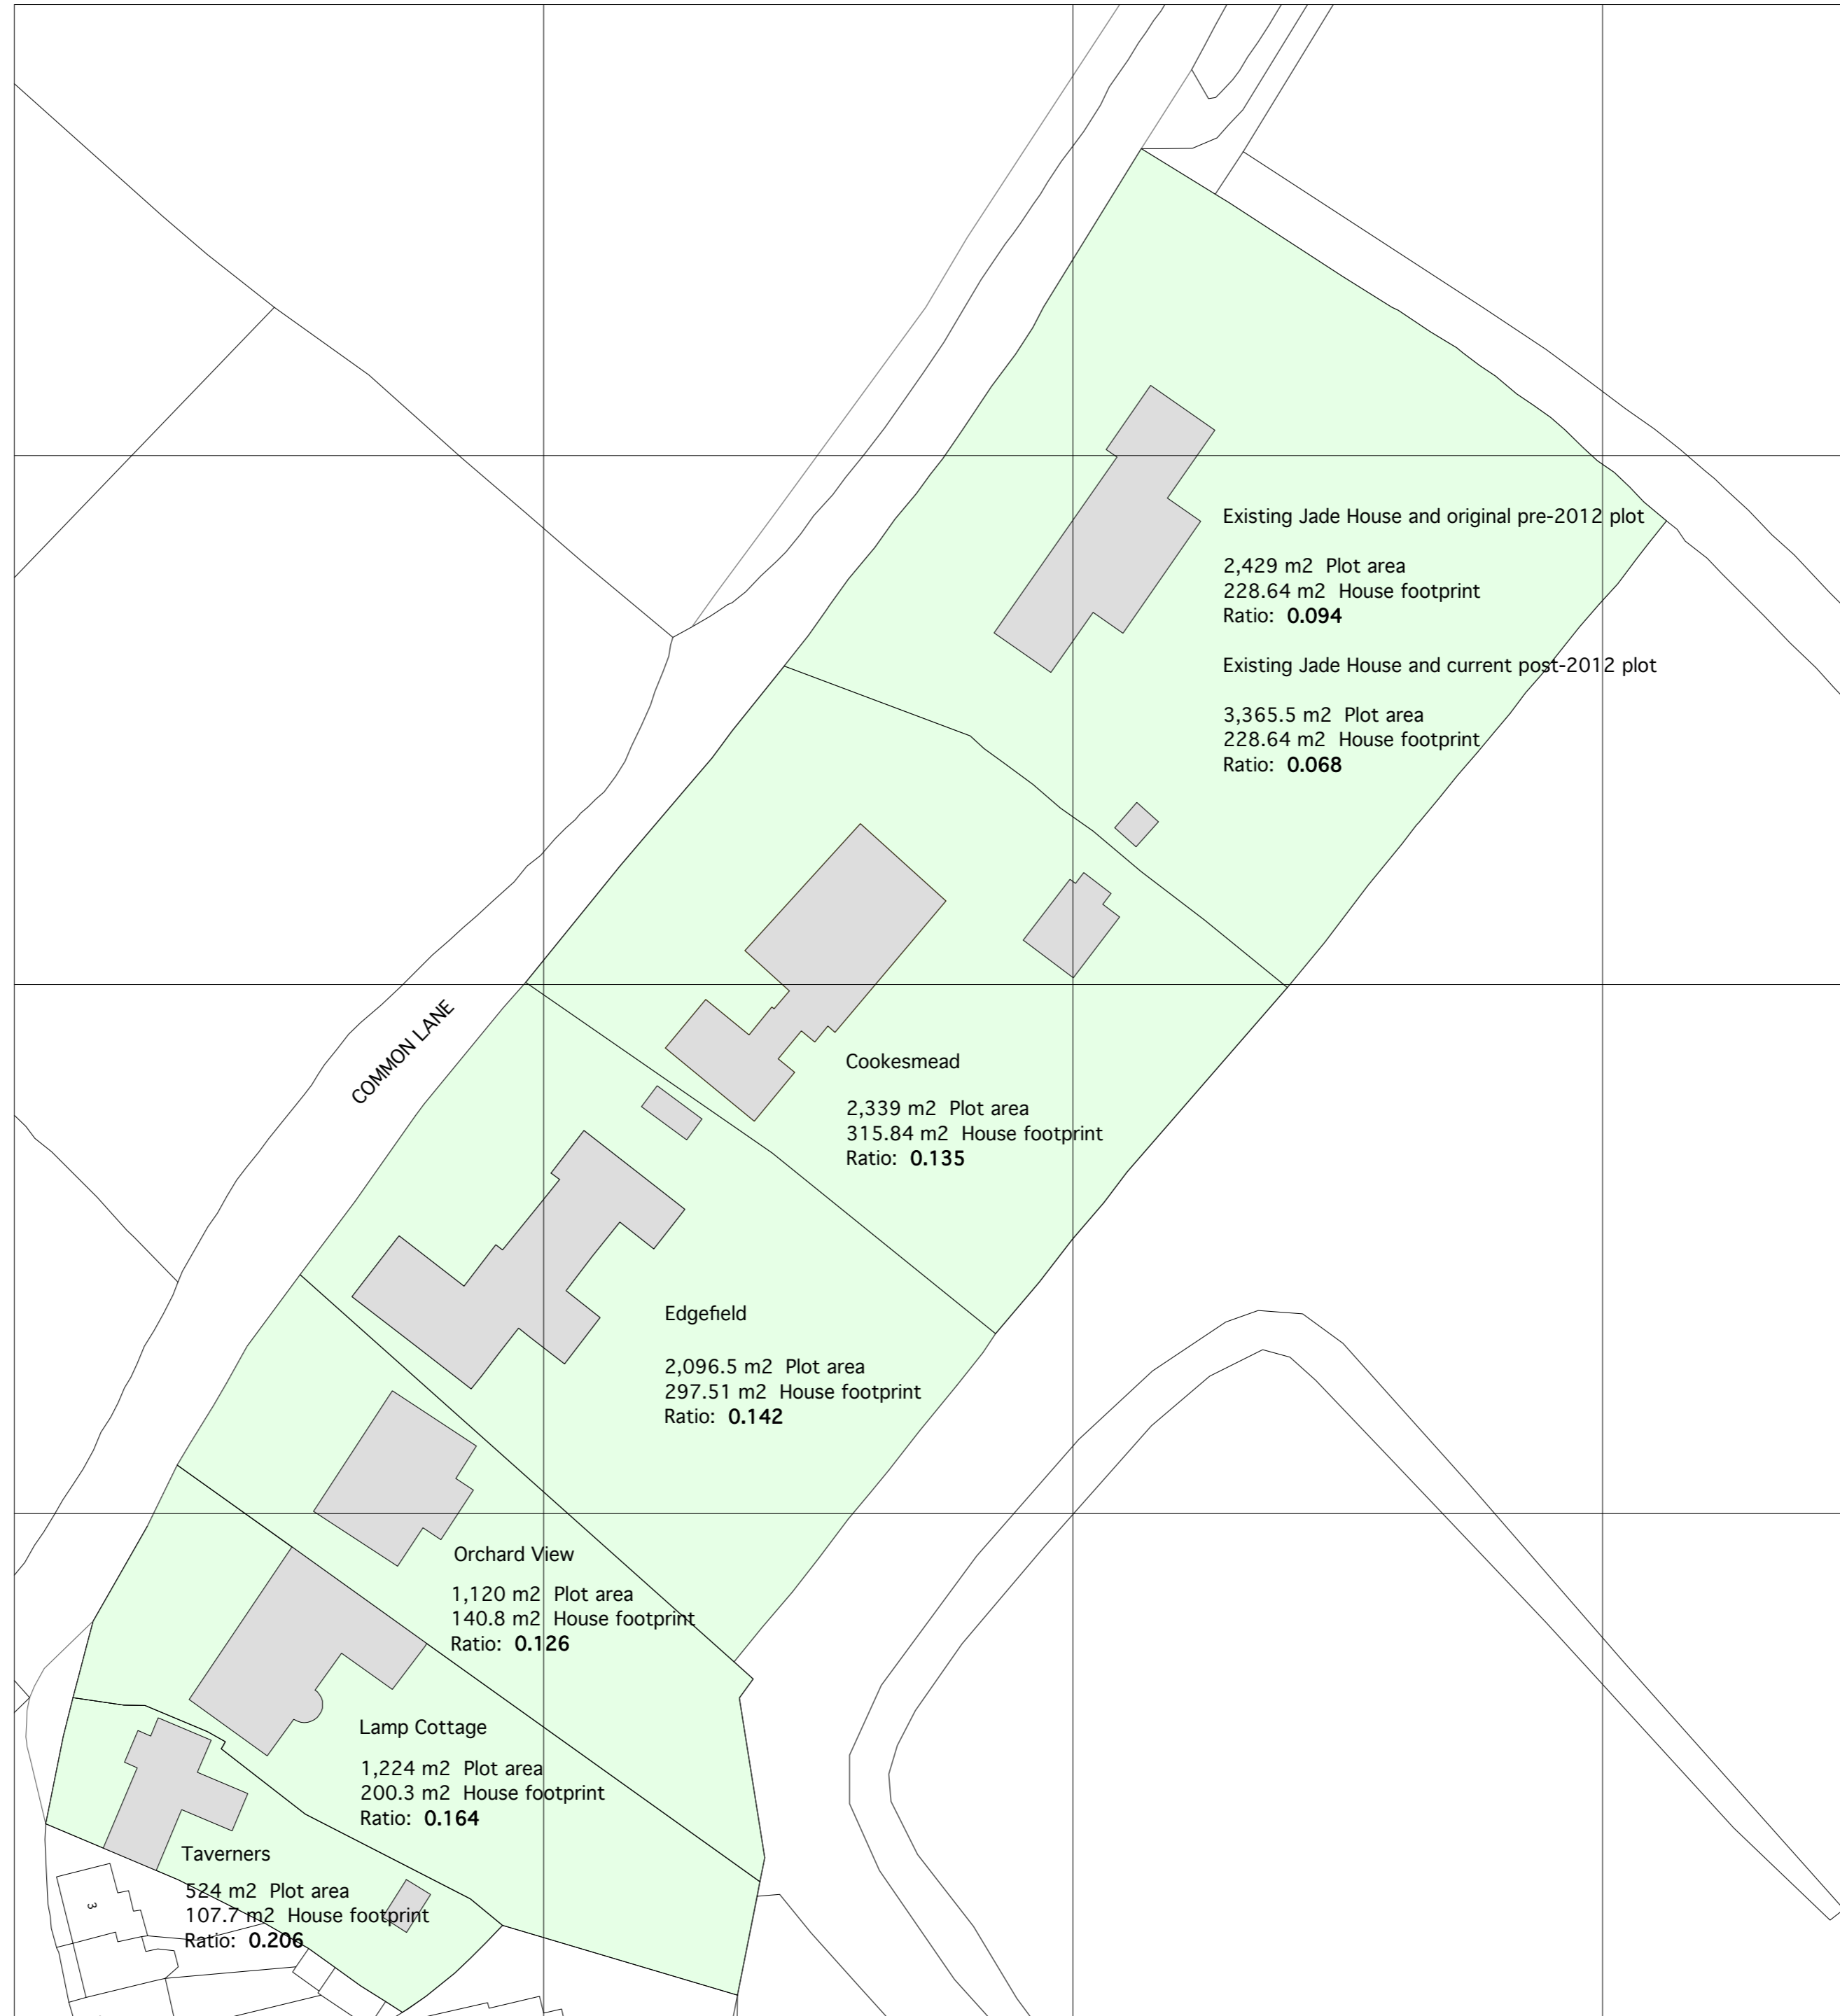 Existing Jade House and original pre-2012 plot
2,429 m2 Plot area
228.64 m2 House footprint
Ratio: 0.094
Existing Jade House and current post-2012 plot
3,365.5 m2 Plot area
228.64 m2 House footprint
Ratio: 0.068
COMMON LANE
Cookesmead
2,339 m2 Plot area
315.84 m2 House footprint
Ratio: 0.135
Edgefield
2,096.5 m2 Plot area
297.51 m2 House footprint
Ratio: 0.142
Orchard View
1,120 m2 Plot area
140.8 m2 House footprint
Ratio: 0.126
Lamp Cottage
1,224 m2 Plot area
200.3 m2 House footprint
Ratio: 0.164
Taverners
524 m2 Plot area
107.7 m2 House footprint
Ratio: 0.206
3